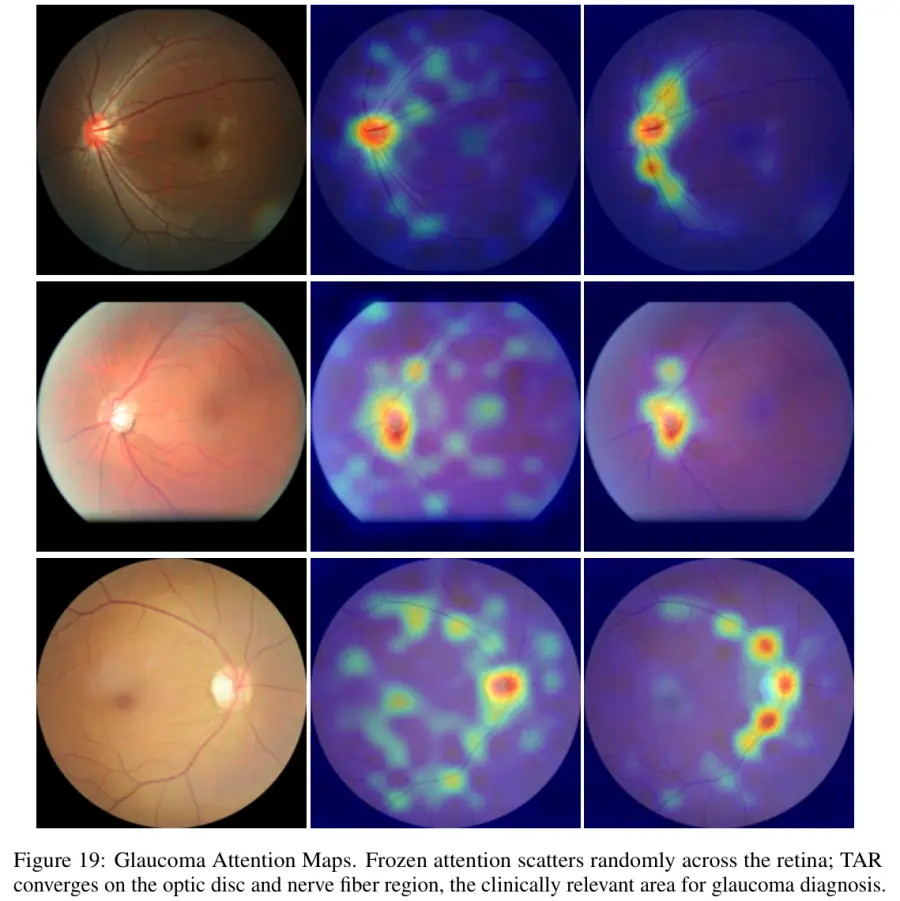 Figure 19: Glaucoma Attention Maps. Frozen attention scatters randomly across the retina; TAR
converges on the optic disc and nerve fiber region, the clinically relevant area for glaucoma diagnosis.